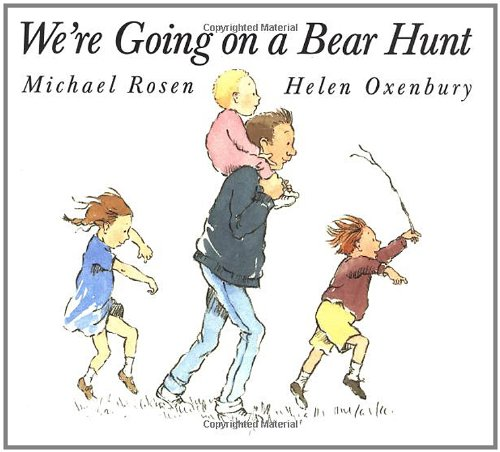 Copyrighted Material
We're Going on a Bear Hunt
Michael Rosen Helen Oxenbury
Copyrighted Material